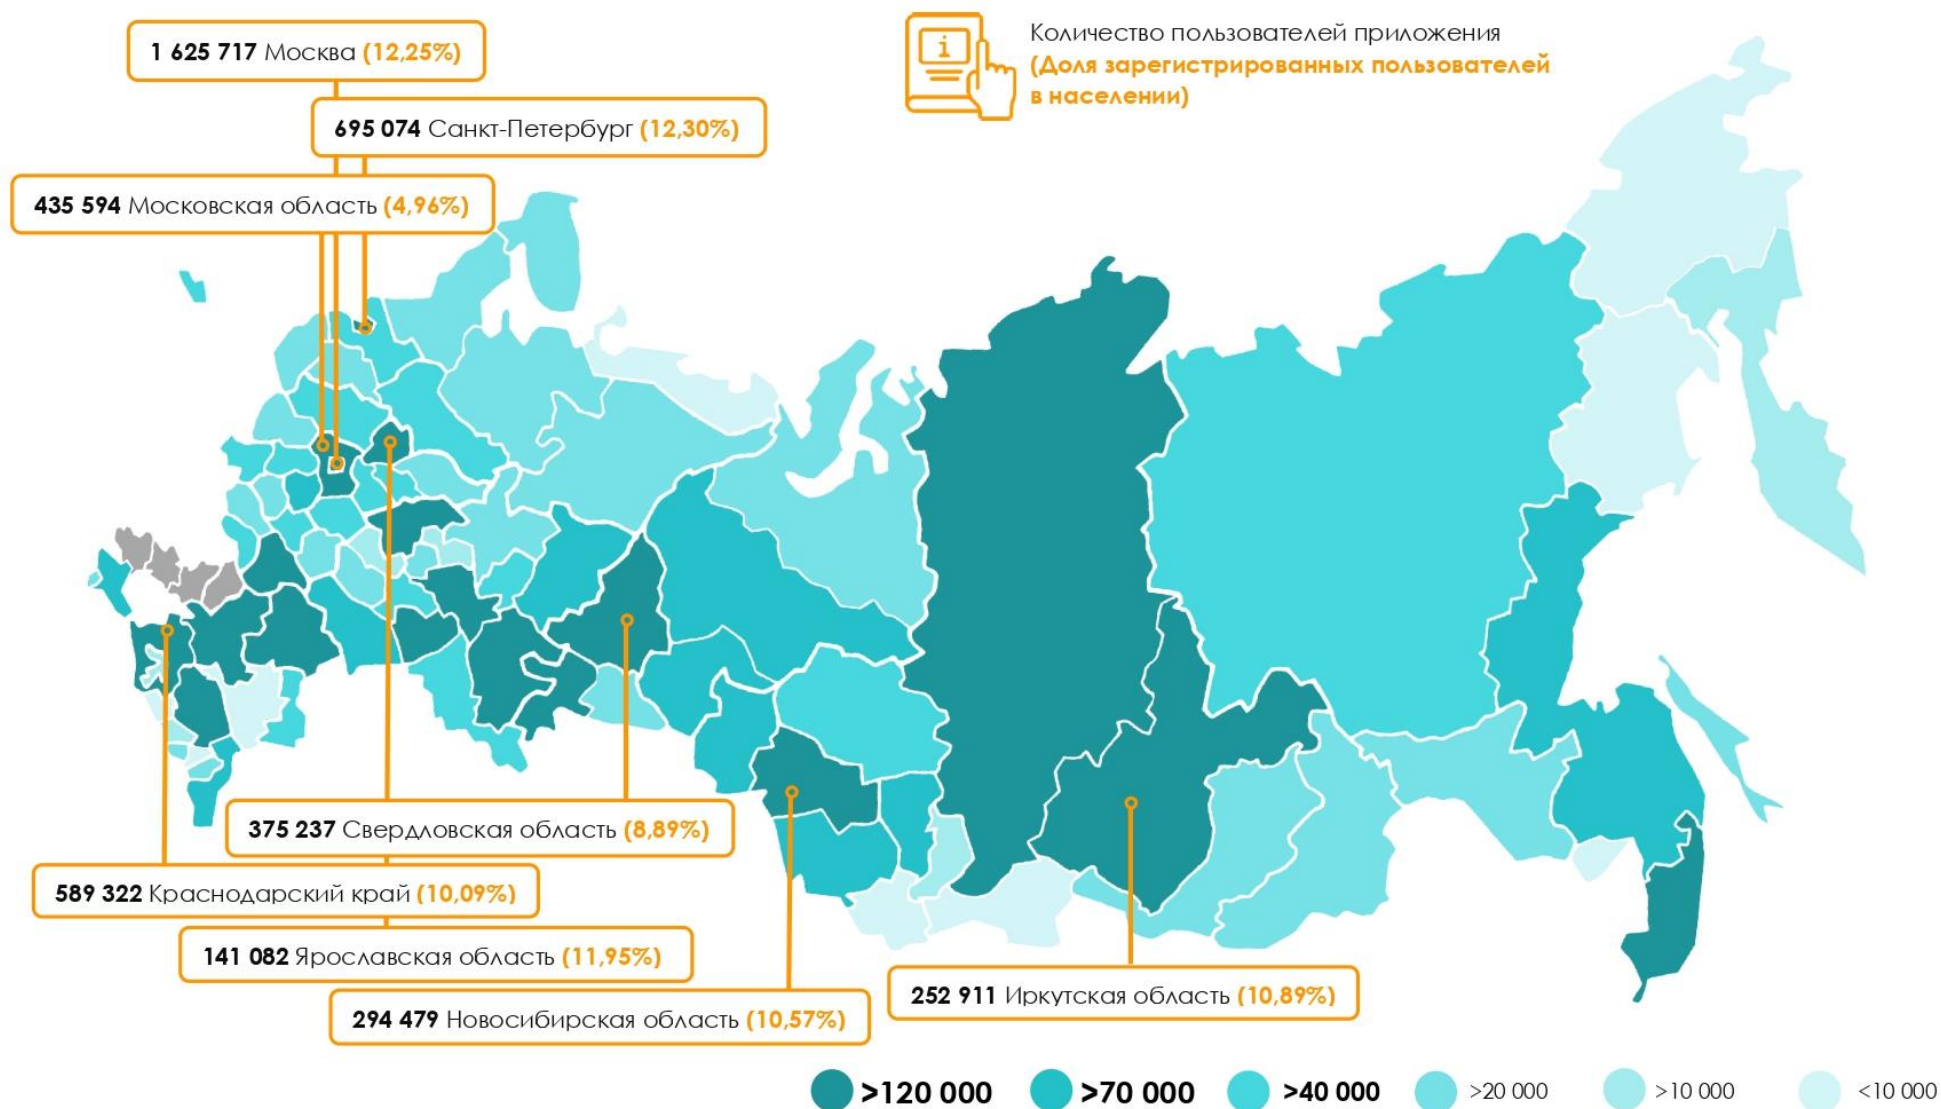 1 625 717 Москва (12,25%)
Количество пользователей приложения
(Доля зарегистрированных пользователей
в населении)
i
695 074 Санкт-Петербург (12,30%)
435 594 Московская область (4,96%)
375 237 Свердловская область (8,89%)
589 322 Краснодарский край (10,09%)
141 082 Ярославская область (11,95%)
294 479 Новосибирская область (10,57%)
252 911 Иркутская область (10,89%)
>120 000
>70 000
>40 000
>20 000
>10 000
<10 000